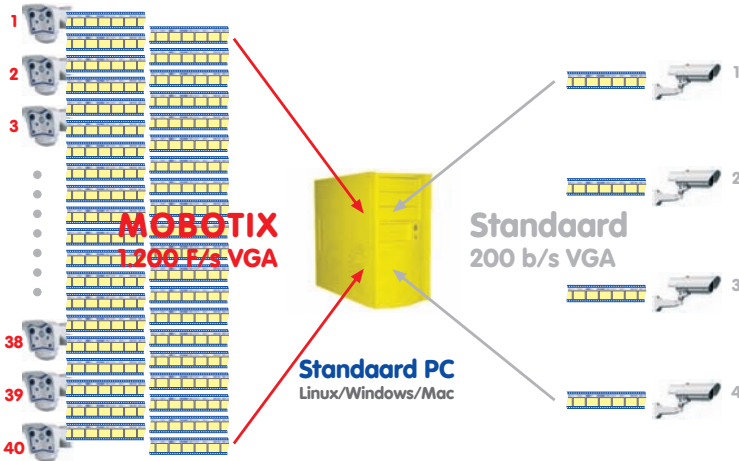 1
2
3
38
39
40
MOBOTIX
1.200 F/s VGA
Standaard PC
Linux/Windows/Mac
Standaard
200 b/s VGA
1
2
3
4